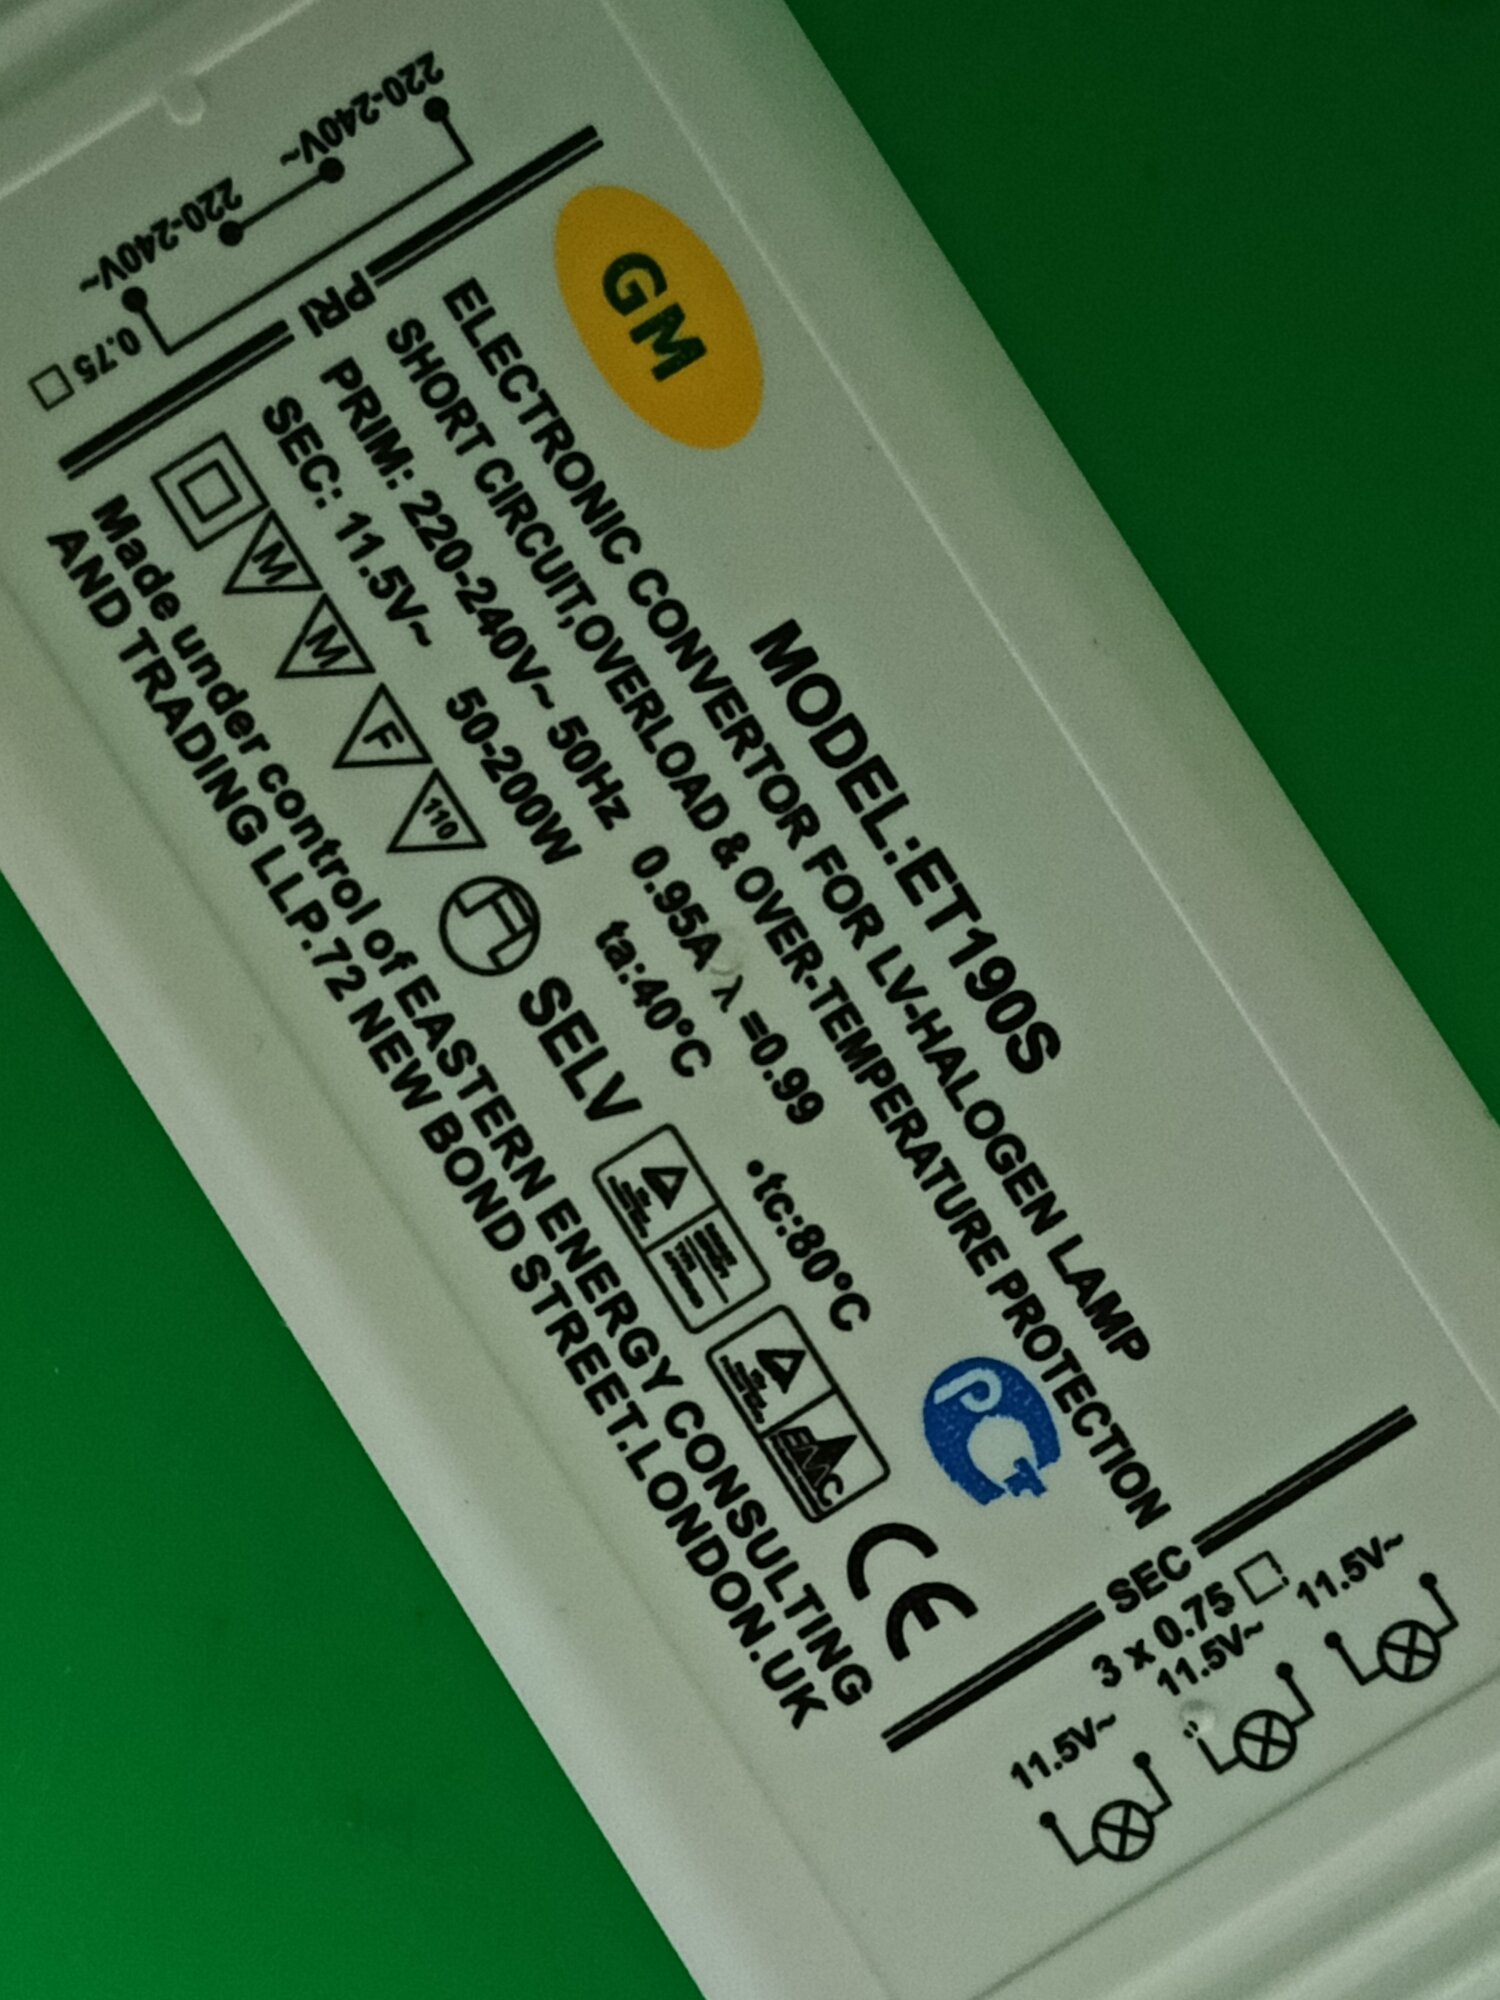 GM
MODEL:ET190S
ELECTRONIC CONVERTOR FOR LV-HALOGEN LAMP
SHORT CIRCUIT,OVERLOAD & OVER-TEMPERATURE PROTECTION
PRIM: 220-240V~ 50Hz 0.95A λ =0.99
SEC: 11.5V~ 50-200W ta:40°C •tc:80°C
M M F 110 SELV EMC CE
Made under control of EASTERN ENERGY CONSULTING
AND TRADING LLP.72 NEW BOND STREET.LONDON.UK
PRI
220-240V~
220-240V~
0.75
SEC
3 x 0.75
11.5V~
11.5V~
11.5V~